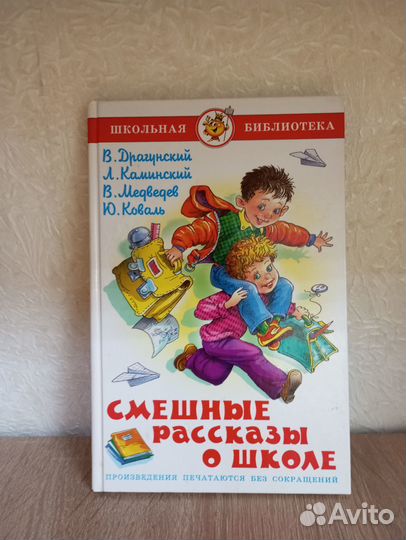 ШКОЛЬНАЯ БИБЛИОТЕКА
В. Драгунский
Л. Каминский
В. Медведев
Ю. Коваль
СМЕШНЫЕ
рассказы
о школе
ПРОИЗВЕДЕНИЯ ПЕЧАТАЮТСЯ БЕЗ СОКРАЩЕНИЙ
Avito